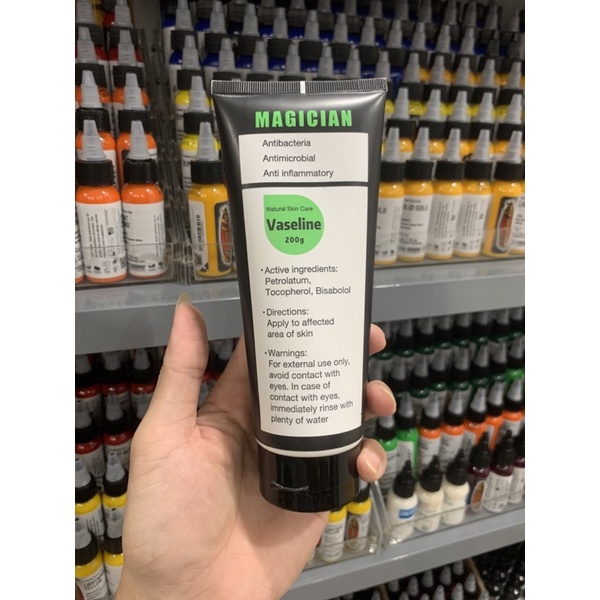 MAGICIAN
Antibacteria
Antimicrobial
Anti inflammatory
Natural Skin Care
Vaseline
200g
•Active ingredients:
Petrolatum,
Tocopherol, Bisabolol
•Directions:
Apply to affected
area of skin
•Warnings:
For external use only,
avoid contact with
eyes. In case of
contact with eyes,
immediately rinse with
plenty of water